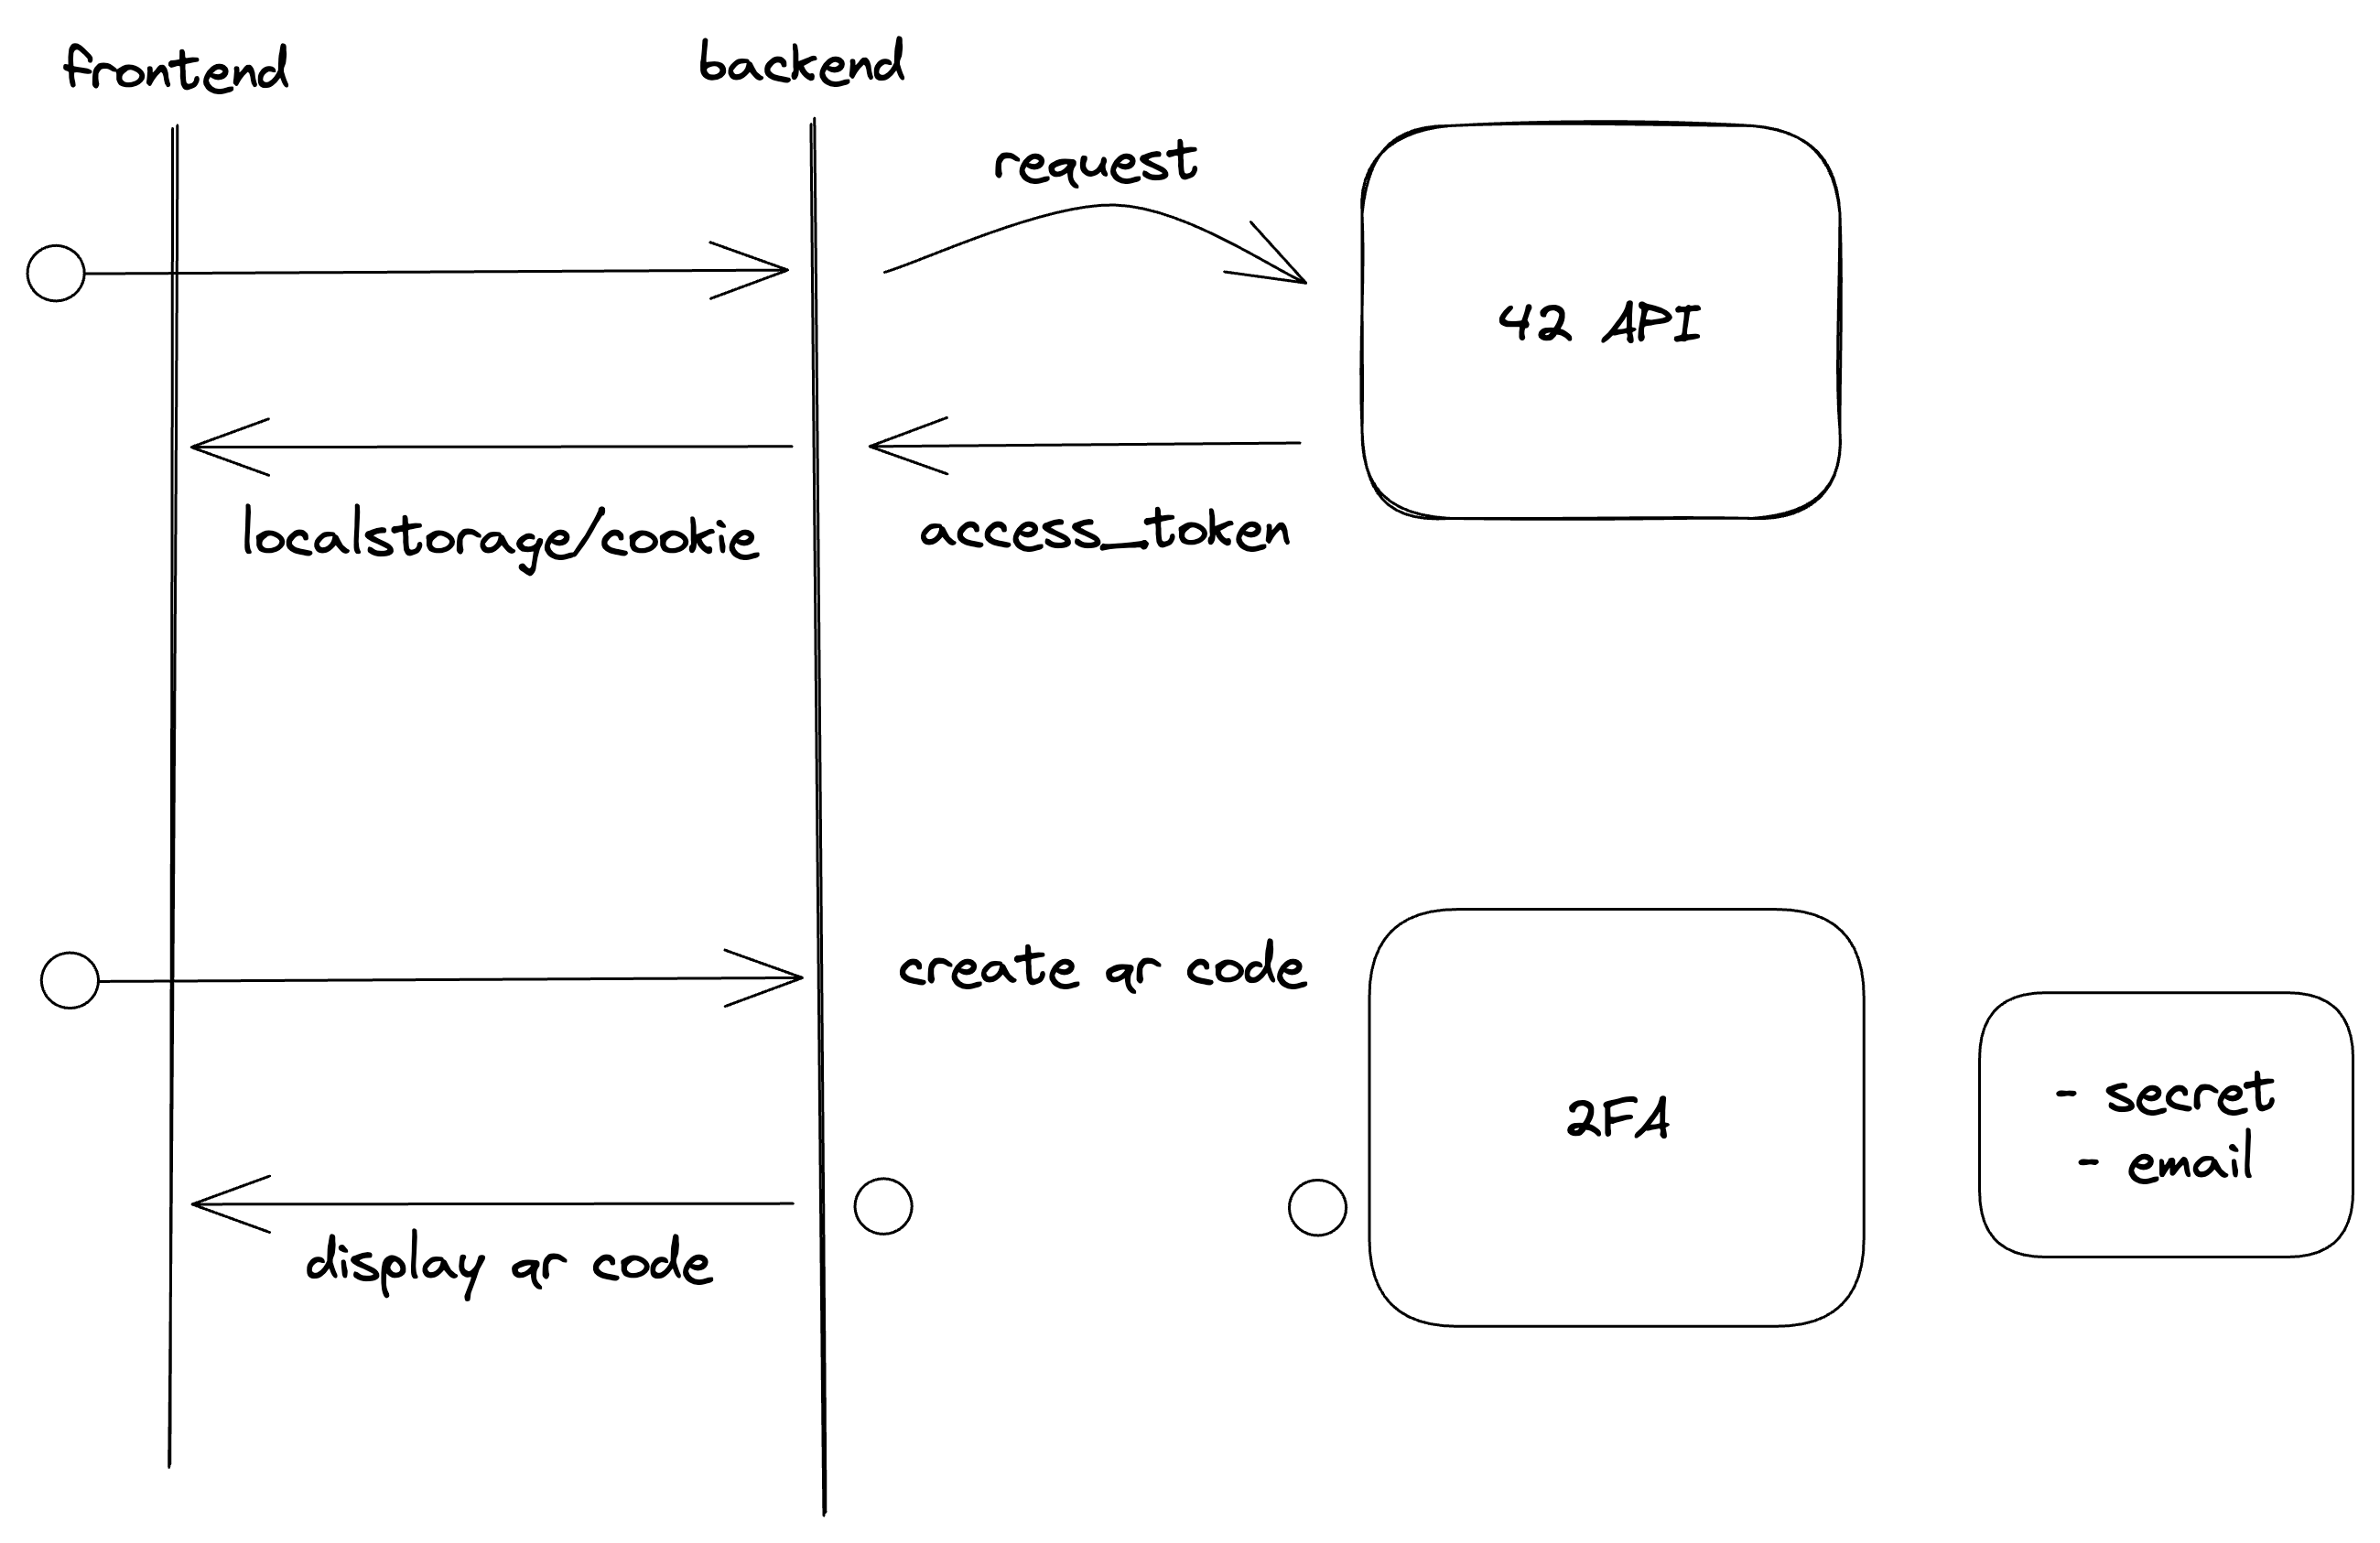 frontend
backend
request
42 API
localstorage/cookie
access_token
create qr code
2FA
- secret
- email
display qr code